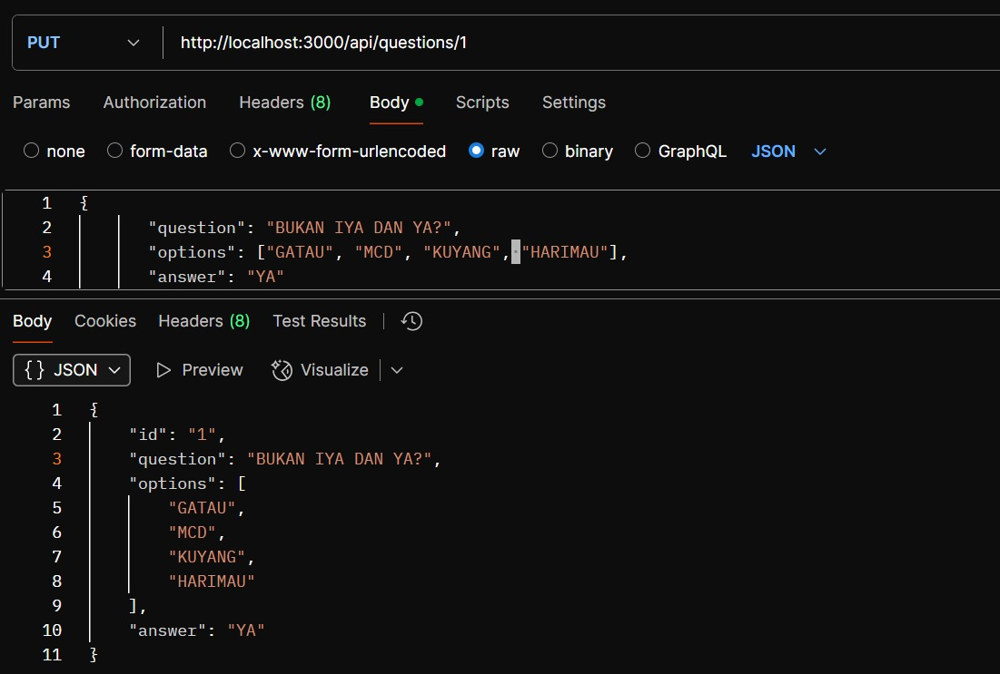 PUT http://localhost:3000/api/questions/1
Params Authorization Headers (8) Body Scripts Settings
none form-data x-www-form-urlencoded raw binary GraphQL JSON
1 {
2 "question": "BUKAN IYA DAN YA?",
3 "options": ["GATAU", "MCD", "KUYANG", "HARIMAU"],
4 "answer": "YA"
Body Cookies Headers (8) Test Results
{} JSON Preview Visualize
1 {
2 "id": "1",
3 "question": "BUKAN IYA DAN YA?",
4 "options": [
5 "GATAU",
6 "MCD",
7 "KUYANG",
8 "HARIMAU"
9 ],
10 "answer": "YA"
11 }